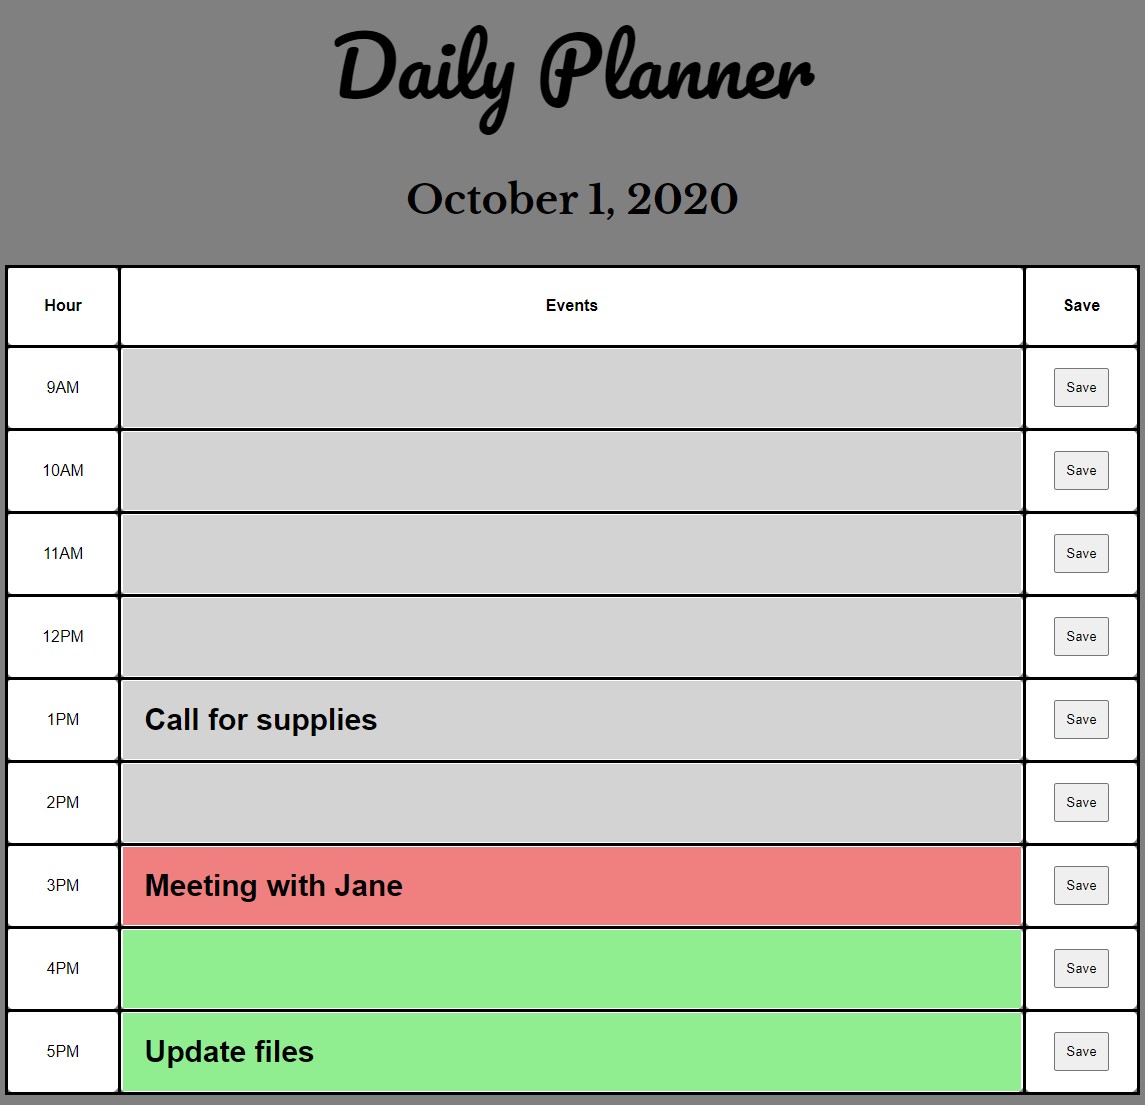 Daily Planner
October 1, 2020
Hour Events Save
9AM Save
10AM Save
11AM Save
12PM Save
1PM Call for supplies Save
2PM Save
3PM Meeting with Jane Save
4PM Save
5PM Update files Save